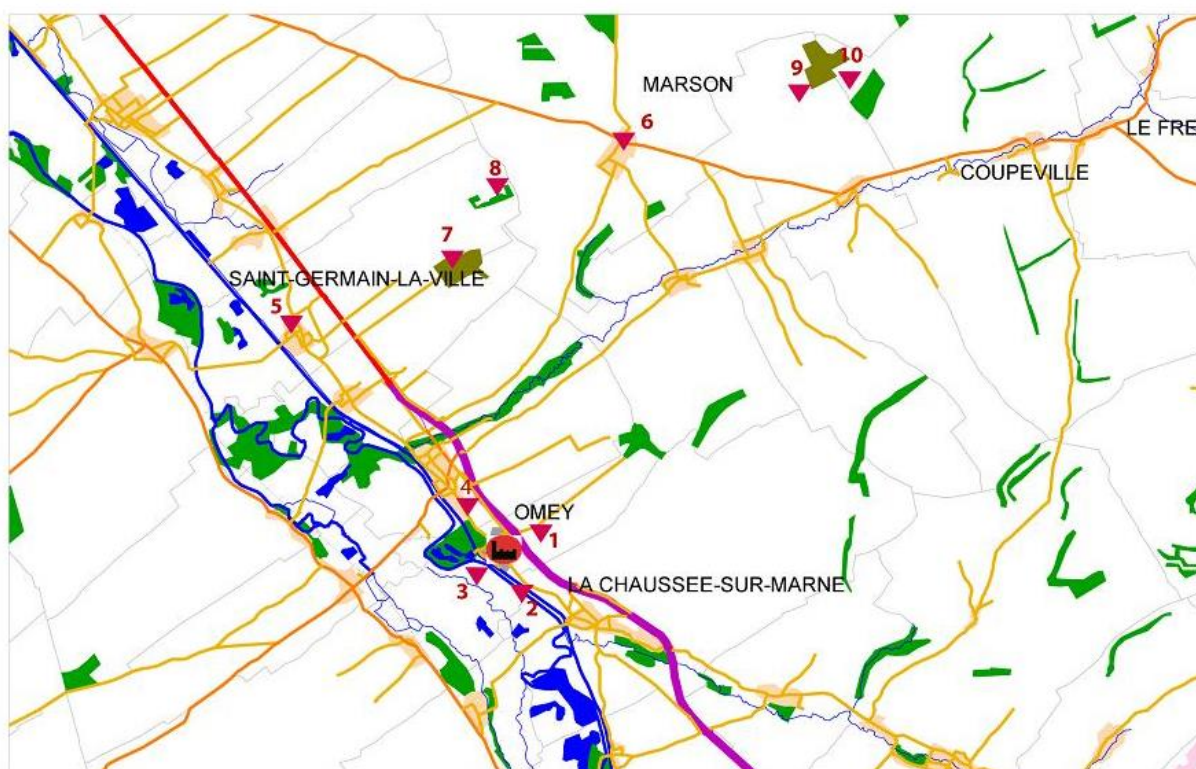 9
10
MARSON
6
LE FRE
COUPEVILLE
8
7
SAINT-GERMAIN-LA-VILLE
5
4
OMEY
1
LA CHAUSSEE-SUR-MARNE
3
2